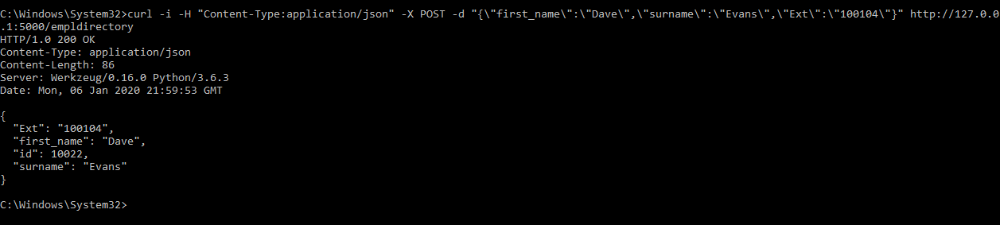 C:\Windows\System32>curl -i -H "Content-Type:application/json" -X POST -d "{\"first_name\":\"Dave\",\"surname\":\"Evans\",\"Ext\":\"100104\"}" http://127.0.0
.1:5000/empldirectory
HTTP/1.0 200 OK
Content-Type: application/json
Content-Length: 86
Server: Werkzeug/0.16.0 Python/3.6.3
Date: Mon, 06 Jan 2020 21:59:53 GMT

{
  "Ext": "100104",
  "first_name": "Dave",
  "id": 10022,
  "surname": "Evans"
}

C:\Windows\System32>